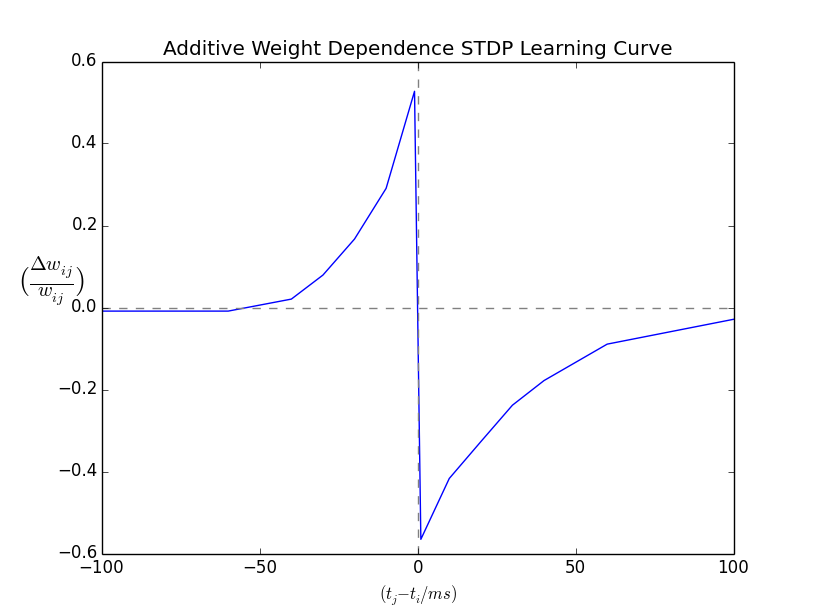 Additive Weight Dependence STDP Learning Curve
0.6
0.4
0.2
0.0
−0.2
−0.4
−0.6
(Δw_ij/w_ij)
−100 −50 0 50 100
(t_j−t_i/ms)